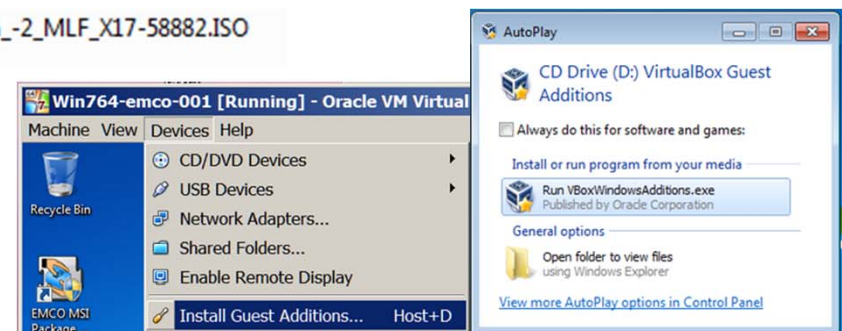 _-2_MLF_X17-58882.ISO
Win764-emco-001 [Running] - Oracle VM Virtual
Machine View Devices Help
Recycle Bin
EMCO MSI
Package
CD/DVD Devices
USB Devices
Network Adapters...
Shared Folders...
Enable Remote Display
Install Guest Additions... Host+D
AutoPlay
CD Drive (D:) VirtualBox Guest
Additions
Always do this for software and games:
Install or run program from your media
Run VBoxWindowsAdditions.exe
Published by Oracle Corporation
General options
Open folder to view files
using Windows Explorer
View more AutoPlay options in Control Panel